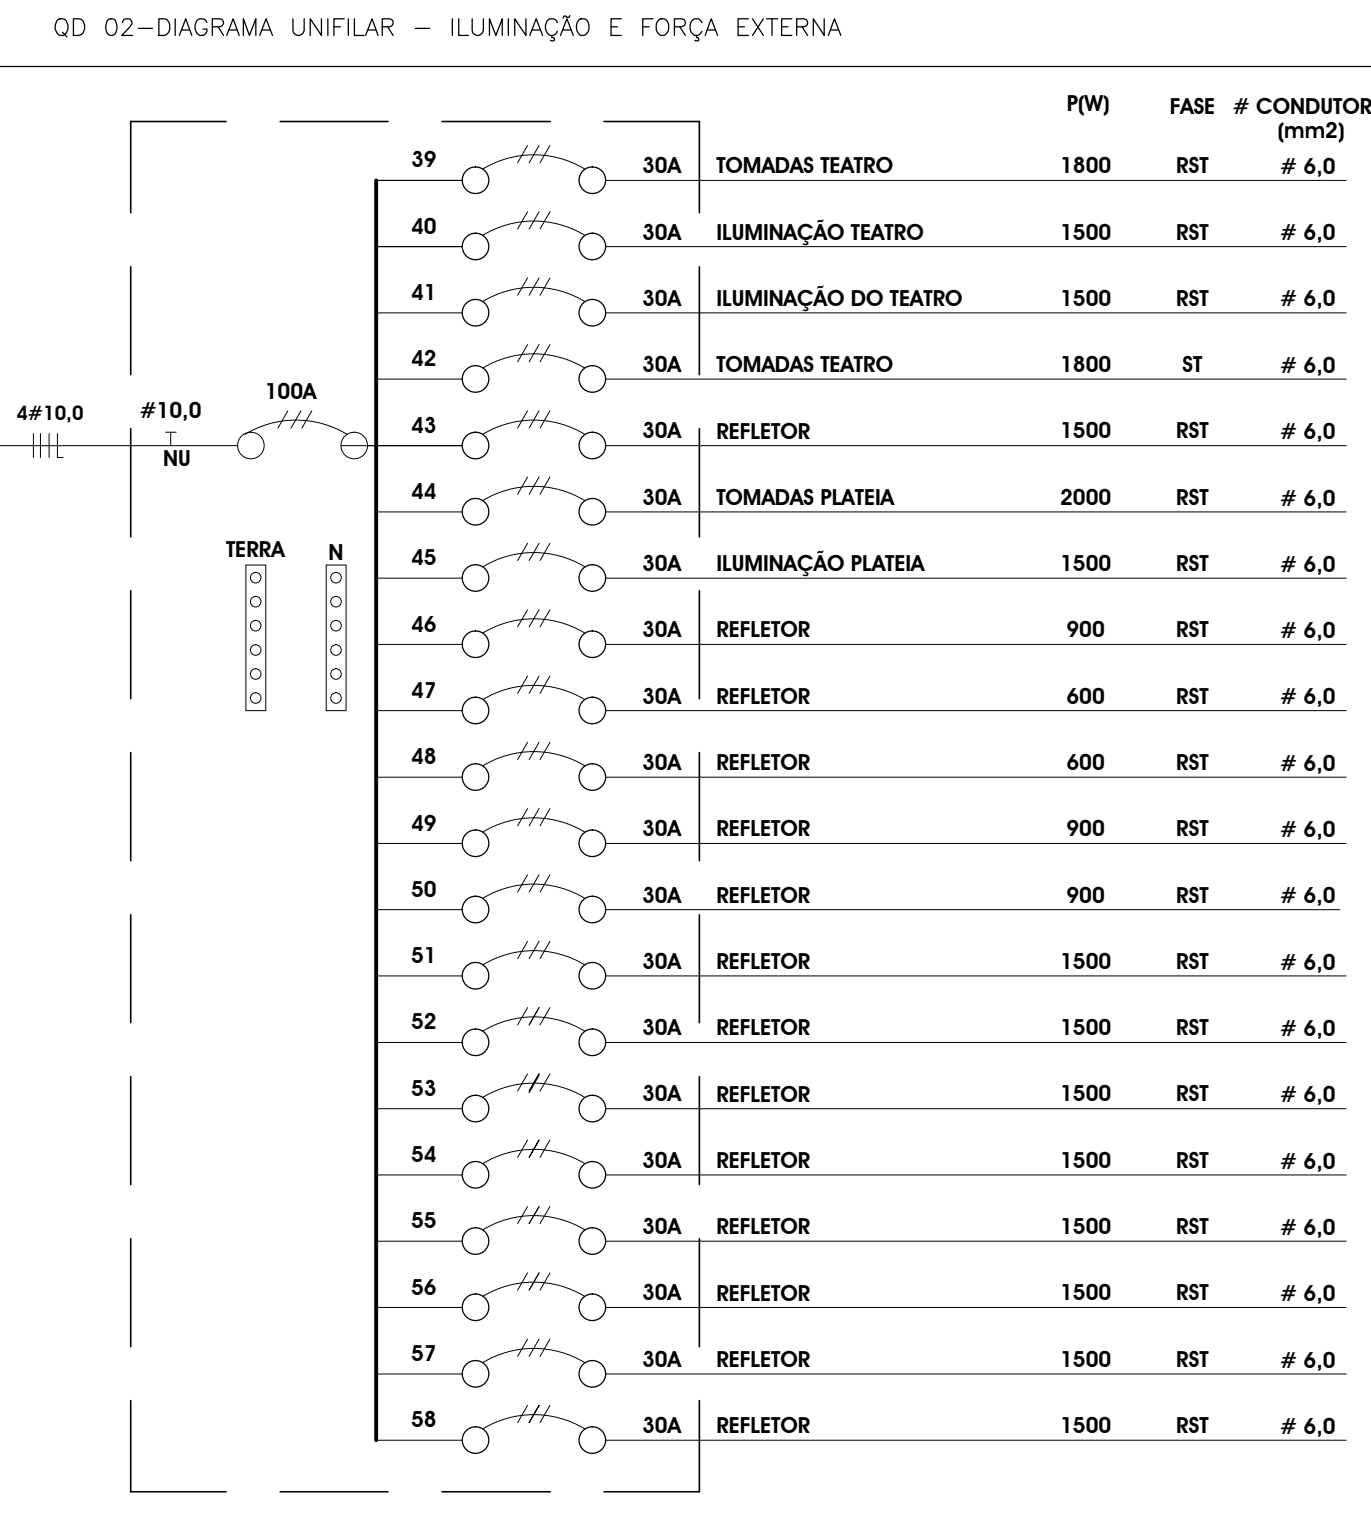 QD 02-DIAGRAMA UNIFILAR - ILUMINAÇÃO E FORÇA EXTERNA
P(W) FASE # CONDUTOR
(mm2)
39 30A TOMADAS TEATRO 1800 RST # 6,0
40 30A ILUMINAÇÃO TEATRO 1500 RST # 6,0
41 30A ILUMINAÇÃO DO TEATRO 1500 RST # 6,0
42 30A TOMADAS TEATRO 1800 ST # 6,0
100A
4#10,0 #10,0
NU
43 30A REFLETOR 1500 RST # 6,0
44 30A TOMADAS PLATEIA 2000 RST # 6,0
TERRA N
45 30A ILUMINAÇÃO PLATEIA 1500 RST # 6,0
46 30A REFLETOR 900 RST # 6,0
47 30A REFLETOR 600 RST # 6,0
48 30A REFLETOR 600 RST # 6,0
49 30A REFLETOR 900 RST # 6,0
50 30A REFLETOR 900 RST # 6,0
51 30A REFLETOR 1500 RST # 6,0
52 30A REFLETOR 1500 RST # 6,0
53 30A REFLETOR 1500 RST # 6,0
54 30A REFLETOR 1500 RST # 6,0
55 30A REFLETOR 1500 RST # 6,0
56 30A REFLETOR 1500 RST # 6,0
57 30A REFLETOR 1500 RST # 6,0
58 30A REFLETOR 1500 RST # 6,0